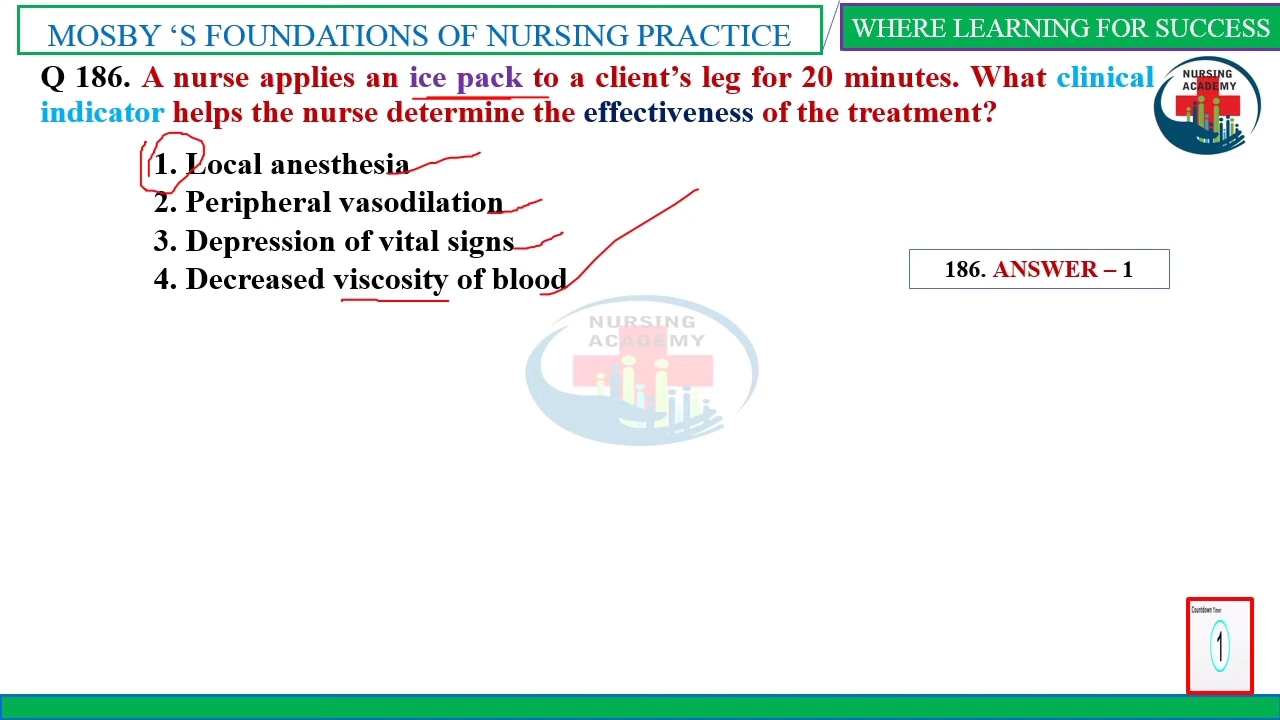 MOSBY ‘S FOUNDATIONS OF NURSING PRACTICE
WHERE LEARNING FOR SUCCESS
Q 186. A nurse applies an ice pack to a client’s leg for 20 minutes. What clinical
indicator helps the nurse determine the effectiveness of the treatment?
NURSING
ACADEMY
1. Local anesthesia
2. Peripheral vasodilation
3. Depression of vital signs
4. Decreased viscosity of blood
186. ANSWER – 1
NURSING
ACADEMY
Countdown Timer
1